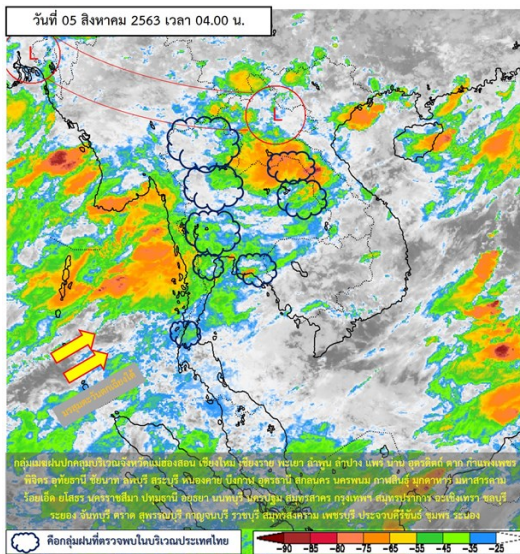 วันที่ 05 สิงหาคม 2563 เวลา 04.00 น.
L
L
มรสุมตะวันตกเฉียงใต้
กลุ่มเมฆฝนปกคลุมบริเวณจังหวัดแม่ฮ่องสอน เชียงใหม่ เชียงราย พะเยา ลำพูน ลำปาง แพร่ น่าน อุตรดิตถ์ ตาก กำแพงเพชร
พิจิตร อุทัยธานี ชัยนาท ลพบุรี สระบุรี หนองคาย บึงกาฬ อุดรธานี สกลนคร นครพนม กาฬสินธุ์ มุกดาหาร มหาสารคาม
ร้อยเอ็ด ยโสธร นครราชสีมา ปทุมธานี อยุธยา นนทบุรี นครปฐม สมุทรสาคร กรุงเทพฯ สมุทรปราการ ฉะเชิงเทรา ชลบุรี
ระยอง จันทบุรี ตราด สุพรรณบุรี กาญจนบุรี ราชบุรี สมุทรสงคราม เพชรบุรี ประจวบคีรีขันธ์ ชุมพร ระนอง
คือกลุ่มฝนที่ตรวจพบในบริเวณประเทศไทย
-90 -85 -80 -65 -55 -45 -35 -25